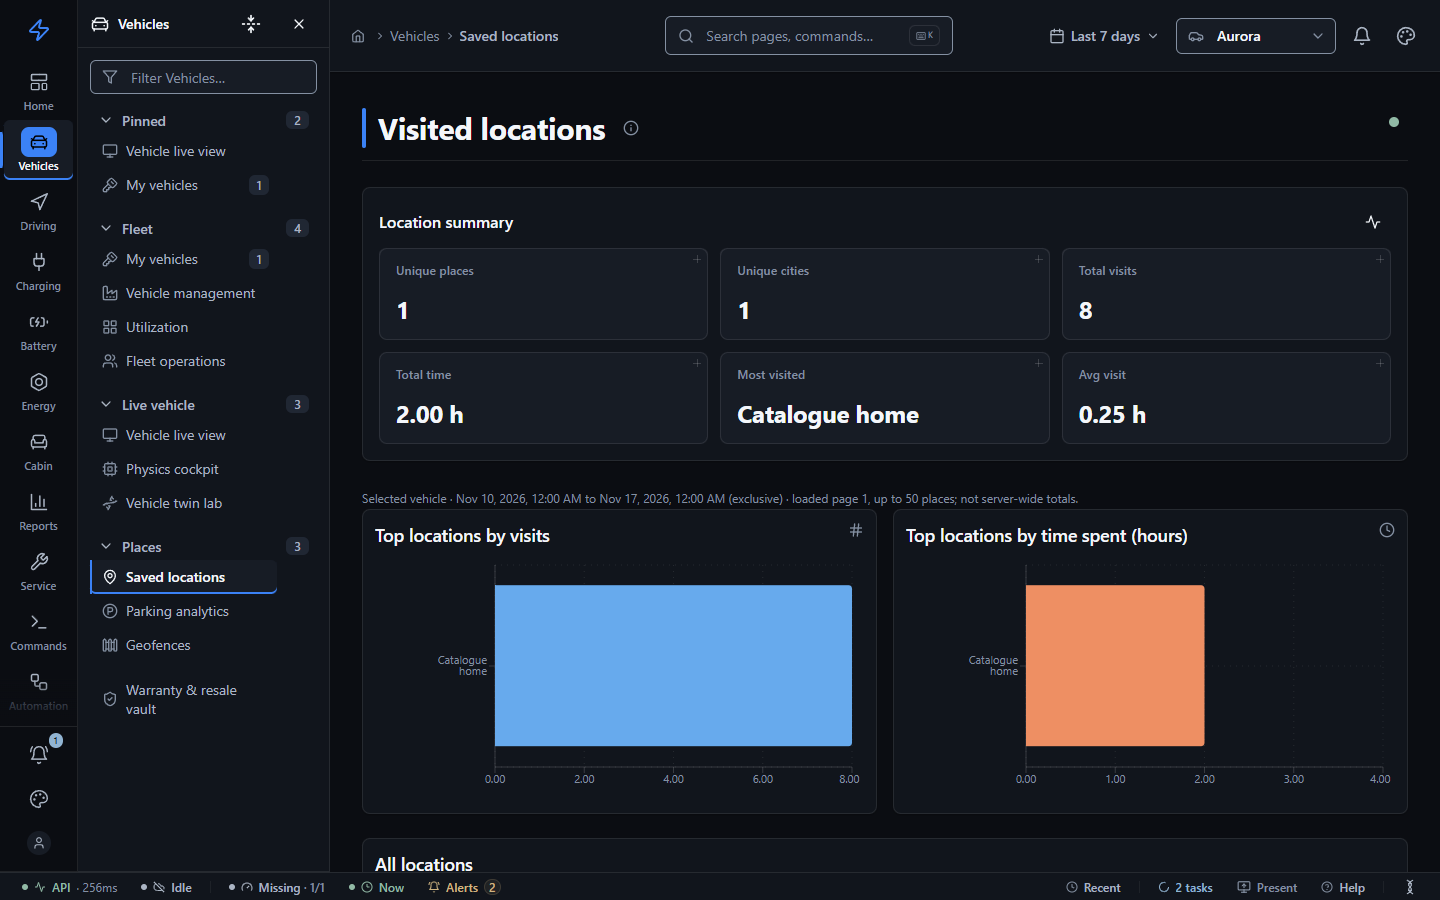 Home
Vehicles
Driving
Charging
Battery
Energy
Cabin
Reports
Service
Commands
Automation
1
Vehicles
Filter Vehicles...
Pinned 2
Vehicle live view
My vehicles 1
Fleet 4
My vehicles 1
Vehicle management
Utilization
Fleet operations
Live vehicle 3
Vehicle live view
Physics cockpit
Vehicle twin lab
Places 3
Saved locations
Parking analytics
Geofences
Warranty & resale
vault
Vehicles Saved locations
Search pages, commands... K
Last 7 days
Aurora
Visited locations
Location summary
Unique places
1
Unique cities
1
Total visits
8
Total time
2.00 h
Most visited
Catalogue home
Avg visit
0.25 h
Selected vehicle · Nov 10, 2026, 12:00 AM to Nov 17, 2026, 12:00 AM (exclusive) · loaded page 1, up to 50 places; not server-wide totals.
Top locations by visits
Catalogue
home
0.00 2.00 4.00 6.00 8.00
Top locations by time spent (hours)
Catalogue
home
0.00 1.00 2.00 3.00 4.00
All locations
API · 256ms Idle Missing · 1/1 Now Alerts 2 Recent 2 tasks Present Help